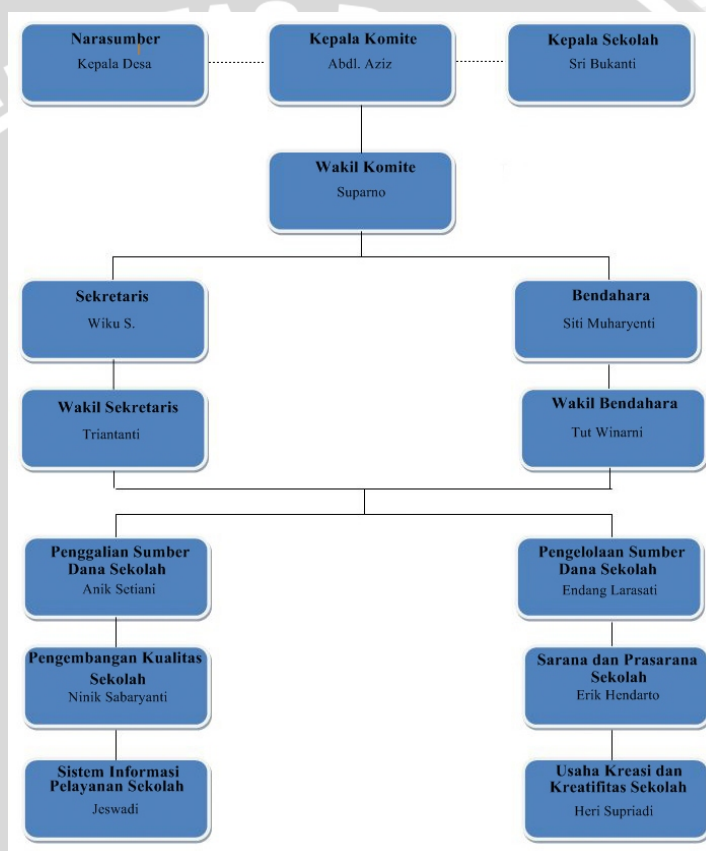 Narasumber
Kepala Desa
Kepala Komite
Abdl. Aziz
Kepala Sekolah
Sri Bukanti
Wakil Komite
Suparno
Sekretaris
Wiku S.
Bendahara
Siti Muharyenti
Wakil Sekretaris
Triantanti
Wakil Bendahara
Tut Winarni
Penggalian Sumber
Dana Sekolah
Anik Setiani
Pengelolaan Sumber
Dana Sekolah
Endang Larasati
Pengembangan Kualitas
Sekolah
Ninik Sabaryanti
Sarana dan Prasarana
Sekolah
Erik Hendarto
Sistem Informasi
Pelayanan Sekolah
Jeswadi
Usaha Kreasi dan
Kreatifitas Sekolah
Heri Supriadi